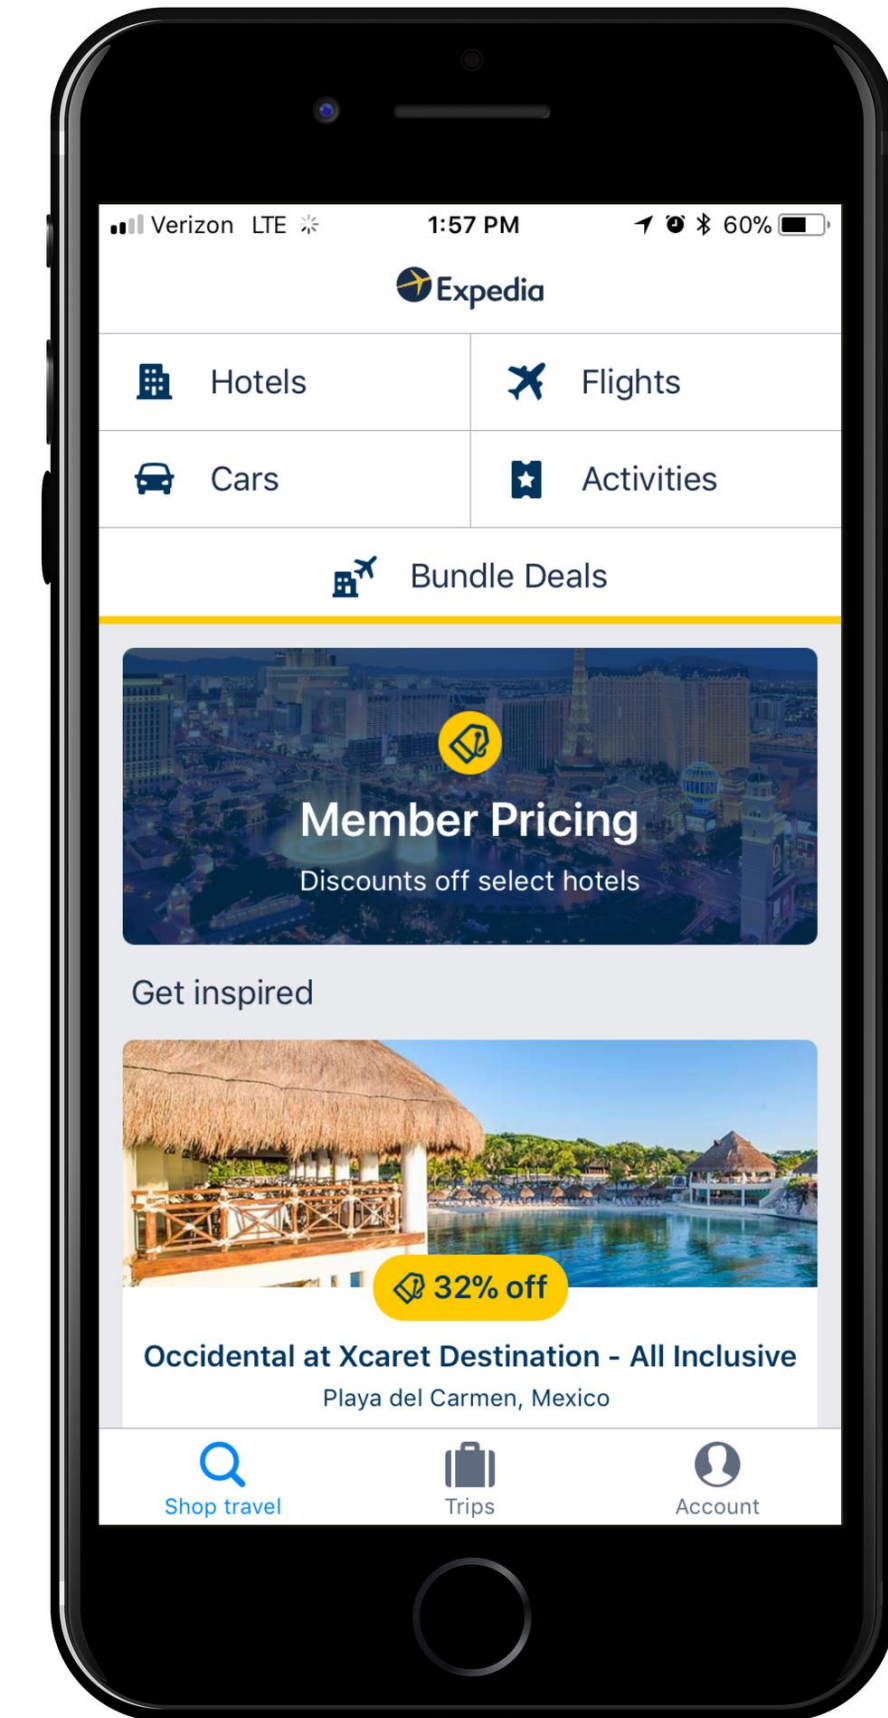 Verizon LTE 1:57 PM 60%
Expedia
Hotels Flights
Cars Activities
Bundle Deals
Member Pricing
Discounts off select hotels
Get inspired
32% off
Occidental at Xcaret Destination - All Inclusive
Playa del Carmen, Mexico
Shop travel Trips Account